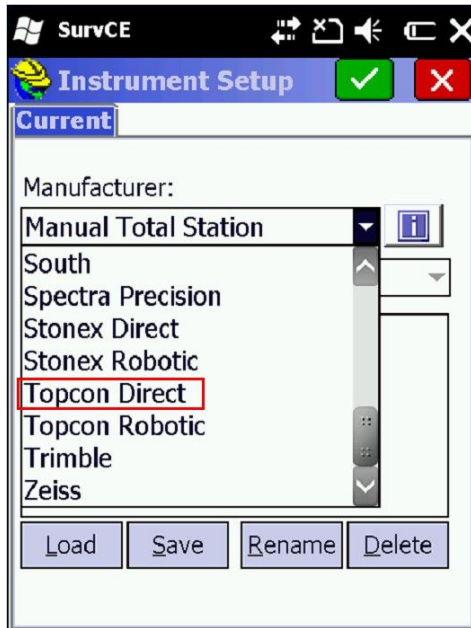 SurvCE
Instrument Setup
Current
Manufacturer:
Manual Total Station
South
Spectra Precision
Stonex Direct
Stonex Robotic
Topcon Direct
Topcon Robotic
Trimble
Zeiss
Load Save Rename Delete